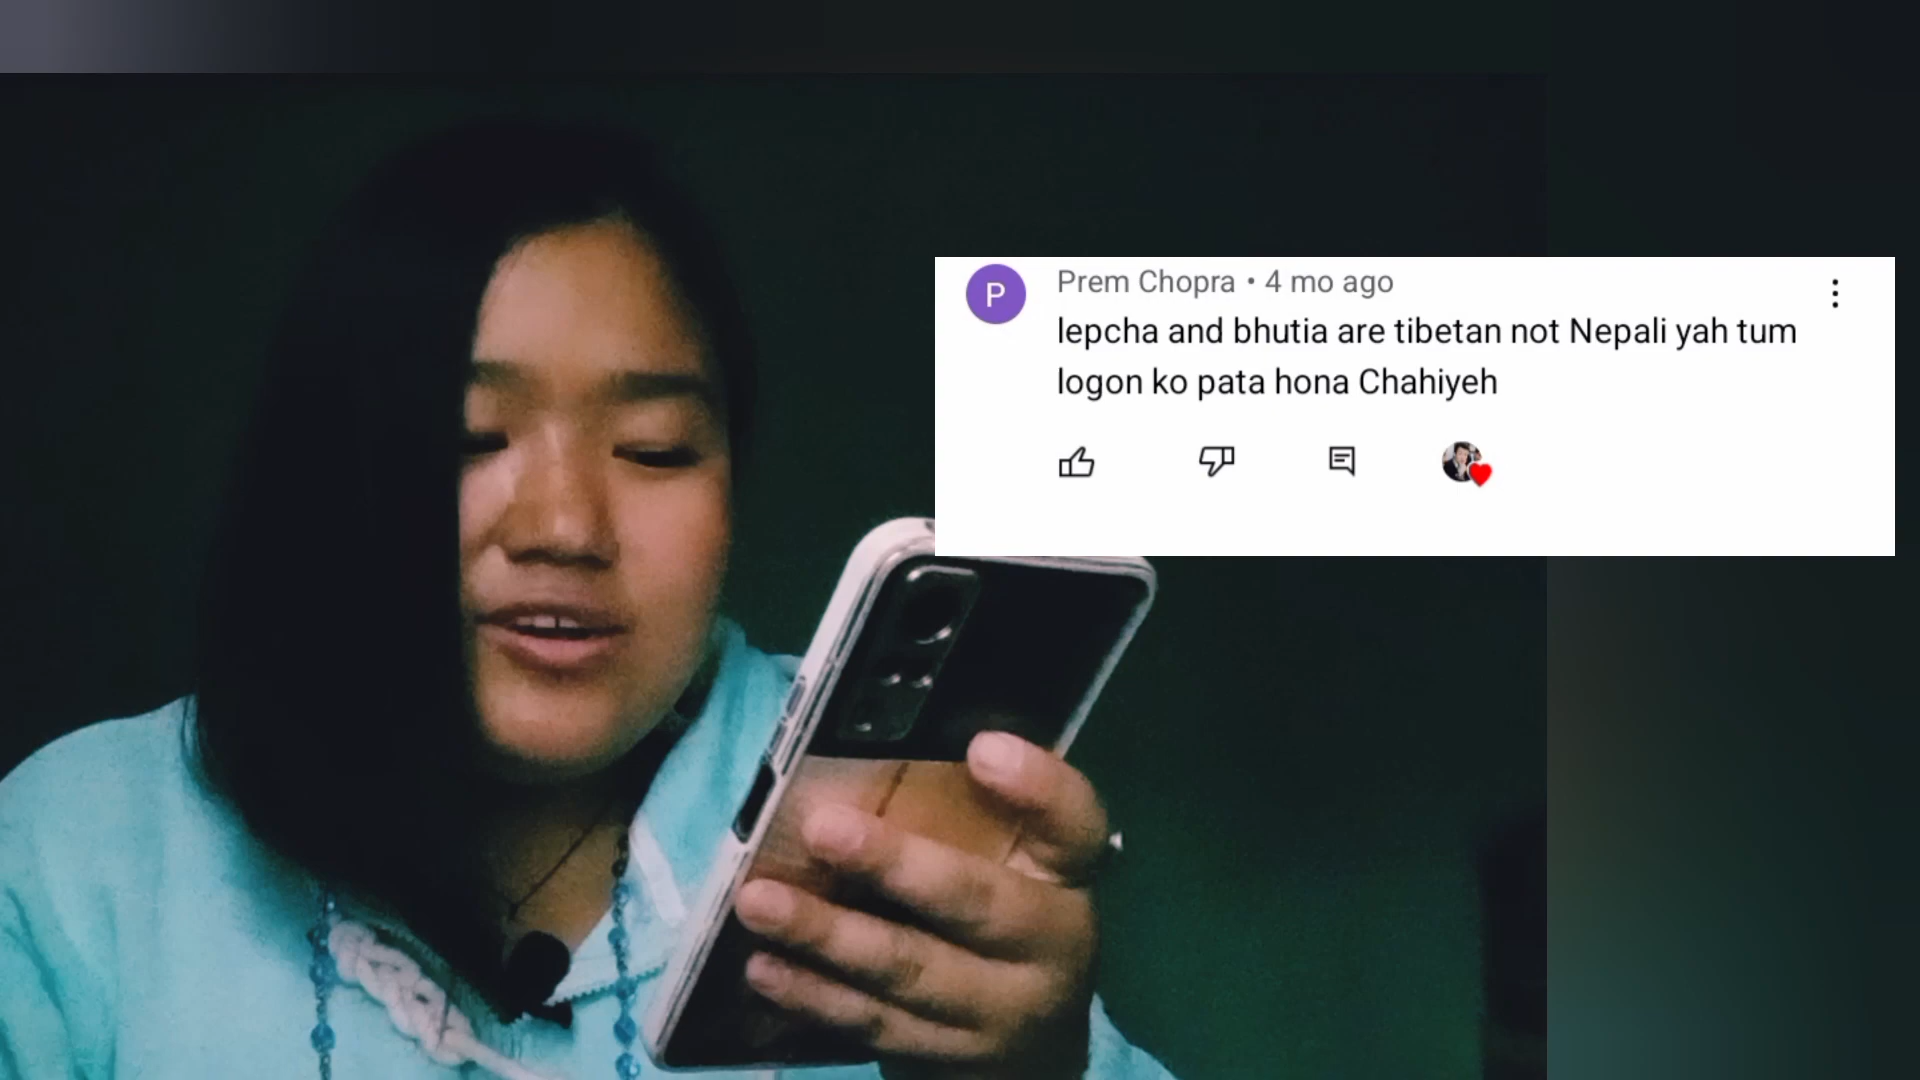 P
Prem Chopra • 4 mo ago
lepcha and bhutia are tibetan not Nepali yah tum
logon ko pata hona Chahiyeh